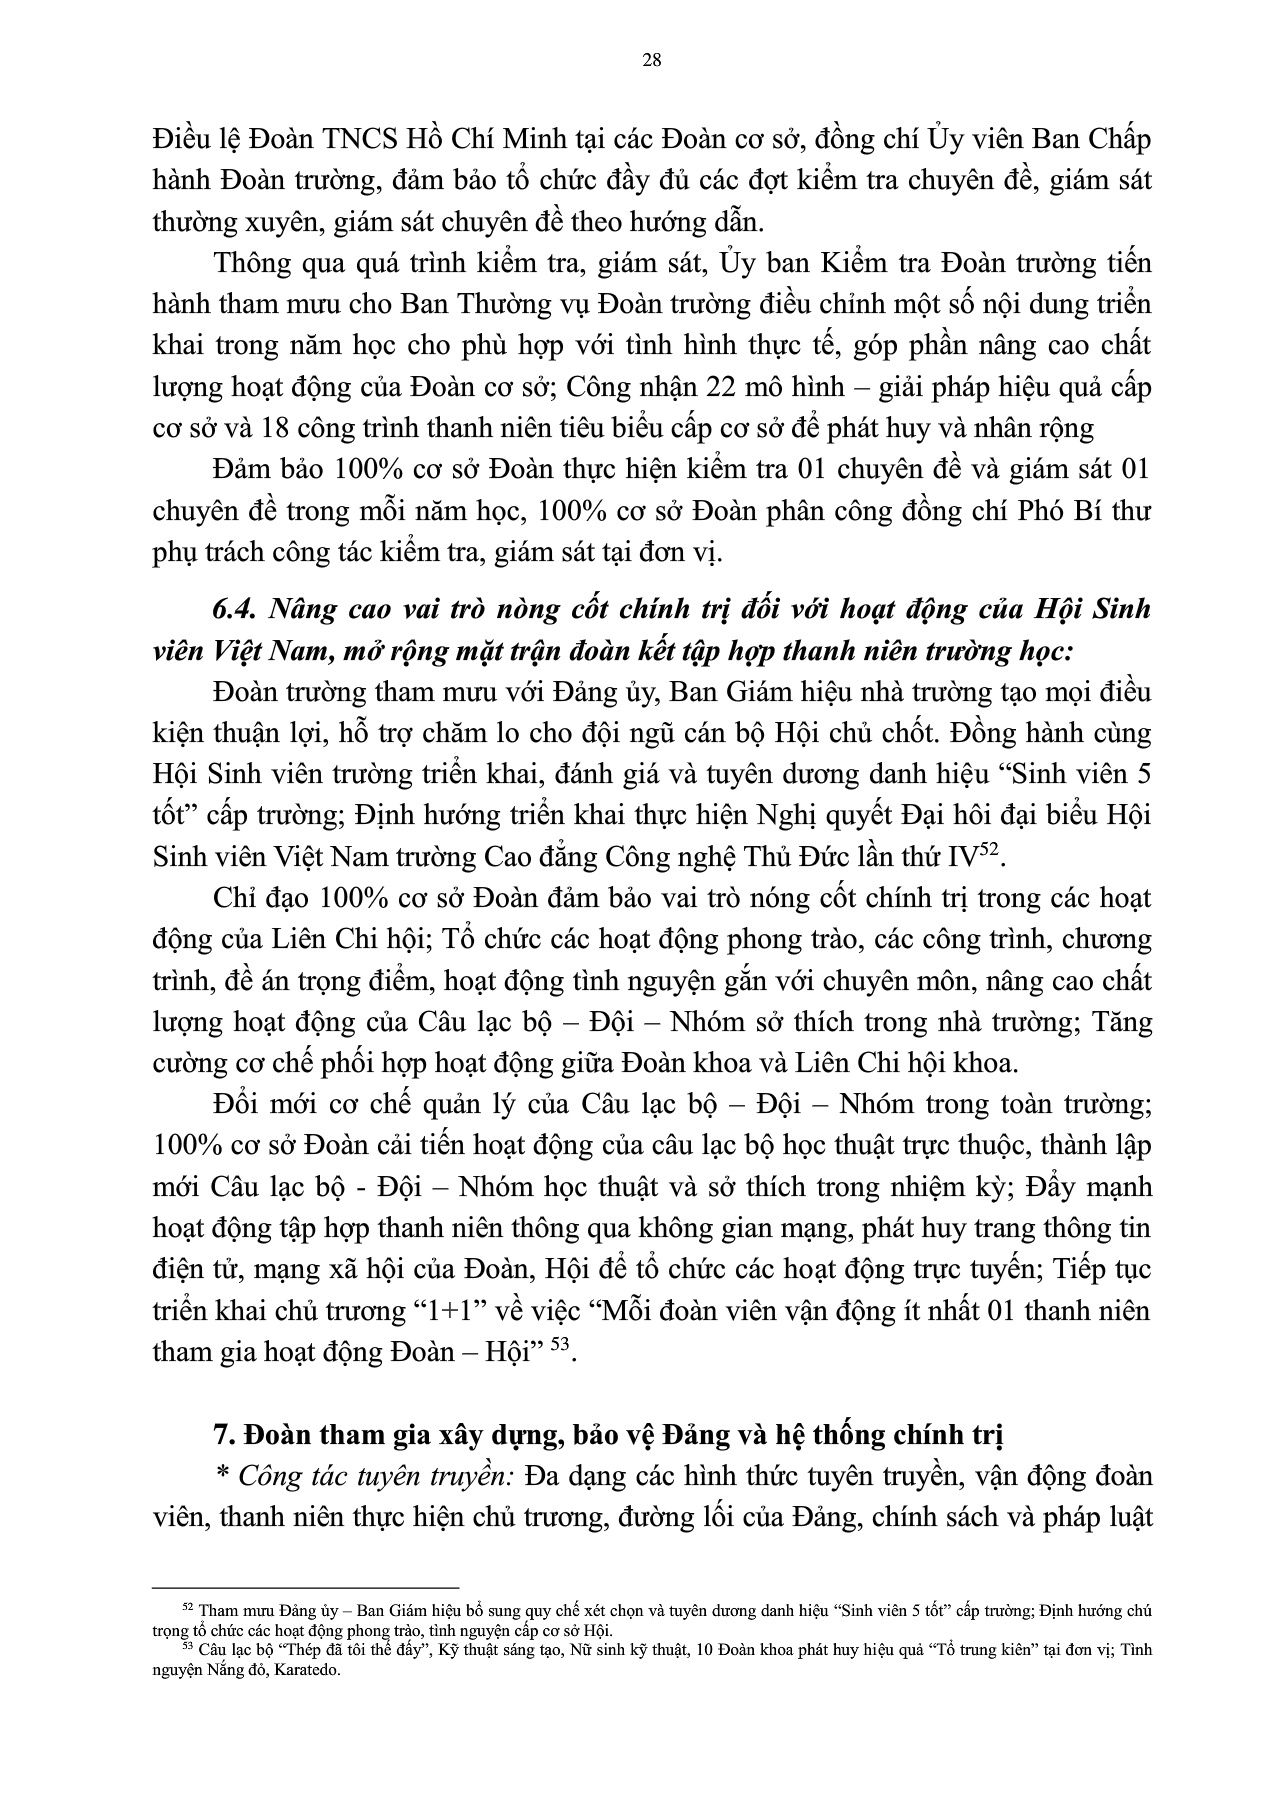 28
Điều lệ Đoàn TNCS Hồ Chí Minh tại các Đoàn cơ sở, đồng chí Ủy viên Ban Chấp
hành Đoàn trường, đảm bảo tổ chức đầy đủ các đợt kiểm tra chuyên đề, giám sát
thường xuyên, giám sát chuyên đề theo hướng dẫn.
Thông qua quá trình kiểm tra, giám sát, Ủy ban Kiểm tra Đoàn trường tiến
hành tham mưu cho Ban Thường vụ Đoàn trường điều chỉnh một số nội dung triển
khai trong năm học cho phù hợp với tình hình thực tế, góp phần nâng cao chất
lượng hoạt động của Đoàn cơ sở; Công nhận 22 mô hình – giải pháp hiệu quả cấp
cơ sở và 18 công trình thanh niên tiêu biểu cấp cơ sở để phát huy và nhân rộng
Đảm bảo 100% cơ sở Đoàn thực hiện kiểm tra 01 chuyên đề và giám sát 01
chuyên đề trong mỗi năm học, 100% cơ sở Đoàn phân công đồng chí Phó Bí thư
phụ trách công tác kiểm tra, giám sát tại đơn vị.
6.4. Nâng cao vai trò nòng cốt chính trị đối với hoạt động của Hội Sinh
viên Việt Nam, mở rộng mặt trận đoàn kết tập hợp thanh niên trường học:
Đoàn trường tham mưu với Đảng ủy, Ban Giám hiệu nhà trường tạo mọi điều
kiện thuận lợi, hỗ trợ chăm lo cho đội ngũ cán bộ Hội chủ chốt. Đồng hành cùng
Hội Sinh viên trường triển khai, đánh giá và tuyên dương danh hiệu “Sinh viên 5
tốt” cấp trường; Định hướng triển khai thực hiện Nghị quyết Đại hôi đại biểu Hội
Sinh viên Việt Nam trường Cao đẳng Công nghệ Thủ Đức lần thứ IV52.
Chỉ đạo 100% cơ sở Đoàn đảm bảo vai trò nóng cốt chính trị trong các hoạt
động của Liên Chi hội; Tổ chức các hoạt động phong trào, các công trình, chương
trình, đề án trọng điểm, hoạt động tình nguyện gắn với chuyên môn, nâng cao chất
lượng hoạt động của Câu lạc bộ – Đội – Nhóm sở thích trong nhà trường; Tăng
cường cơ chế phối hợp hoạt động giữa Đoàn khoa và Liên Chi hội khoa.
Đổi mới cơ chế quản lý của Câu lạc bộ – Đội – Nhóm trong toàn trường;
100% cơ sở Đoàn cải tiến hoạt động của câu lạc bộ học thuật trực thuộc, thành lập
mới Câu lạc bộ - Đội – Nhóm học thuật và sở thích trong nhiệm kỳ; Đẩy mạnh
hoạt động tập hợp thanh niên thông qua không gian mạng, phát huy trang thông tin
điện tử, mạng xã hội của Đoàn, Hội để tổ chức các hoạt động trực tuyến; Tiếp tục
triển khai chủ trương “1+1” về việc “Mỗi đoàn viên vận động ít nhất 01 thanh niên
tham gia hoạt động Đoàn – Hội” 53.
7. Đoàn tham gia xây dựng, bảo vệ Đảng và hệ thống chính trị
* Công tác tuyên truyền: Đa dạng các hình thức tuyên truyền, vận động đoàn
viên, thanh niên thực hiện chủ trương, đường lối của Đảng, chính sách và pháp luật
52 Tham mưu Đảng ủy – Ban Giám hiệu bổ sung quy chế xét chọn và tuyên dương danh hiệu “Sinh viên 5 tốt” cấp trường; Định hướng chú
trọng tổ chức các hoạt động phong trào, tình nguyện cấp cơ sở Hội.
53 Câu lạc bộ “Thép đã tôi thế đấy”, Kỹ thuật sáng tạo, Nữ sinh kỹ thuật, 10 Đoàn khoa phát huy hiệu quả “Tổ trung kiên” tại đơn vị; Tình
nguyện Nắng đỏ, Karatedo.